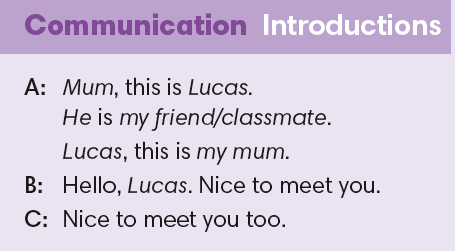 Communication Introductions
A: Mum, this is Lucas.
He is my friend/classmate.
Lucas, this is my mum.
B: Hello, Lucas. Nice to meet you.
C: Nice to meet you too.